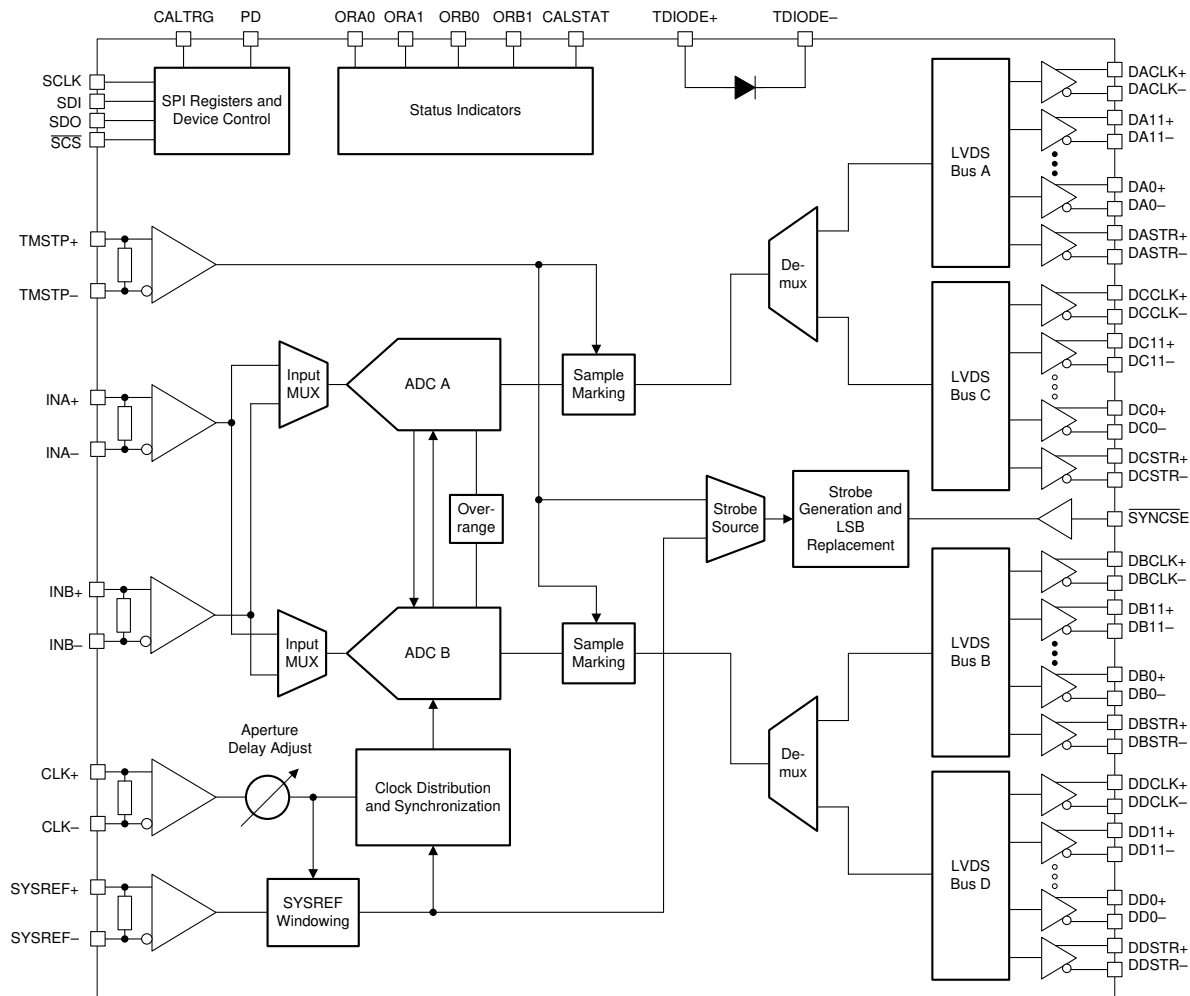 CALTRG
PD
ORA0
ORA1
ORB0
ORB1
CALSTAT
TDIODE+
TDIODE–
SCLK
SDI
SDO
SCS
SPI Registers and
Device Control
Status Indicators
TMSTP+
TMSTP–
INA+
INA–
INB+
INB–
CLK+
CLK–
SYSREF+
SYSREF–
Input
MUX
ADC A
Over-
range
Input
MUX
ADC B
Aperture
Delay Adjust
Clock Distribution
and Synchronization
SYSREF
Windowing
Sample
Marking
Sample
Marking
Strobe
Source
Strobe
Generation and
LSB
Replacement
De-
mux
De-
mux
LVDS
Bus A
LVDS
Bus C
LVDS
Bus B
LVDS
Bus D
DACLK+
DACLK–
DA11+
DA11–
DA0+
DA0–
DASTR+
DASTR–
DCCLK+
DCCLK–
DC11+
DC11–
DC0+
DC0–
DCSTR+
DCSTR–
SYNCSE
DBCLK+
DBCLK–
DB11+
DB11–
DB0+
DB0–
DBSTR+
DBSTR–
DDCLK+
DDCLK–
DD11+
DD11–
DD0+
DD0–
DDSTR+
DDSTR–